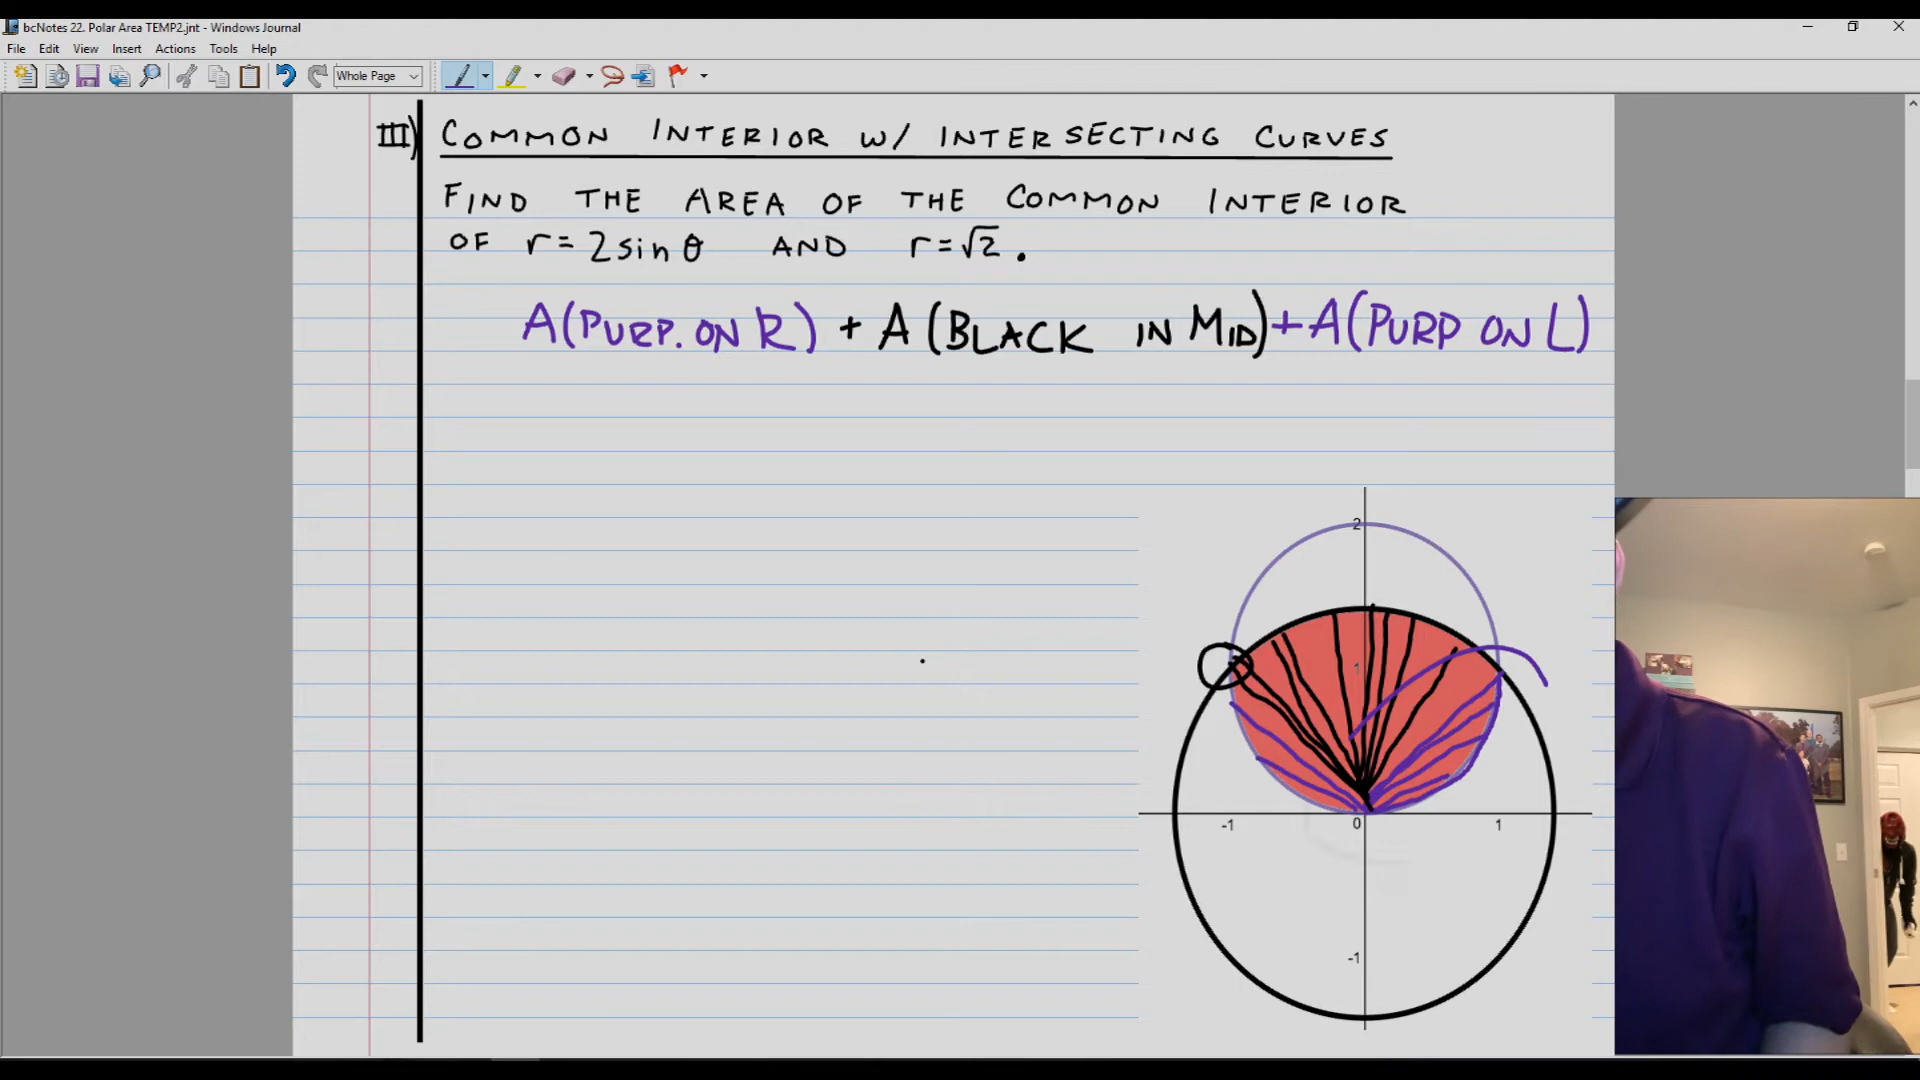 bcNotes 22. Polar Area TEMP2.jnt - Windows Journal
File Edit View Insert Actions Tools Help
Whole Page
III) COMMON INTERIOR W/ INTERSECTING CURVES
FIND THE AREA OF THE COMMON INTERIOR
OF r = 2 sin θ AND r = √2.
A(PURP. ON R) + A(BLACK IN MID) + A(PURP ON L)
2
1
-1 0 1
-1